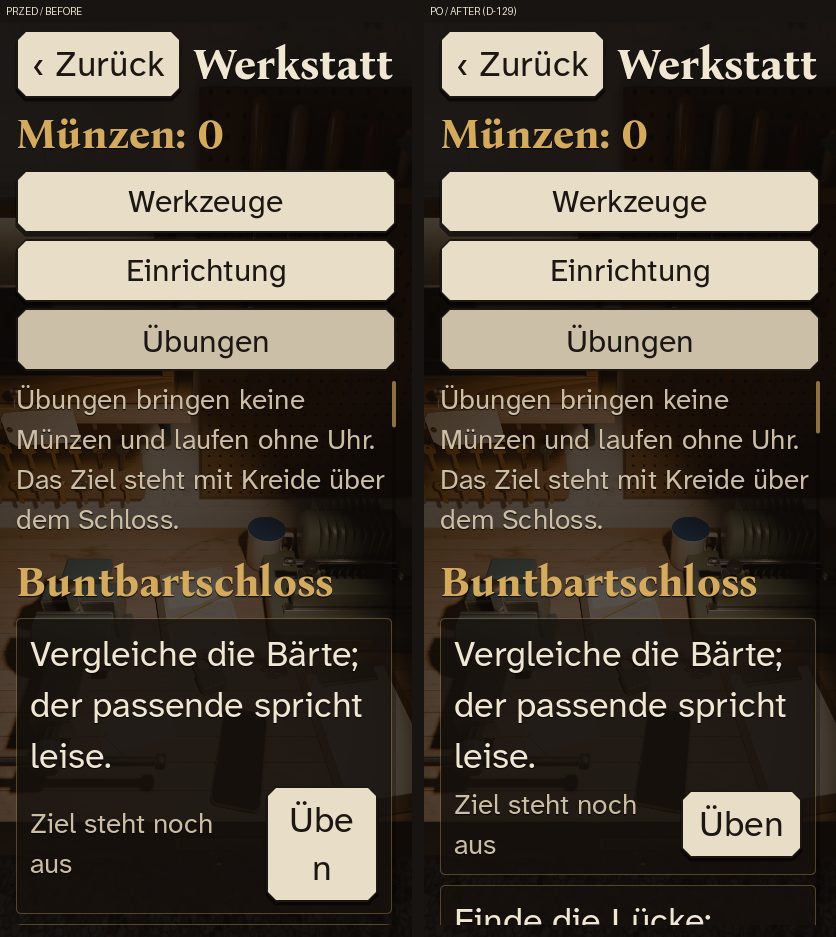 PRZED / BEFORE
‹ Zurück
Werkstatt
Münzen: 0
Werkzeuge
Einrichtung
Übungen
Übungen bringen keine
Münzen und laufen ohne Uhr.
Das Ziel steht mit Kreide über
dem Schloss.
Buntbartschloss
Vergleiche die Bärte;
der passende spricht
leise.
Ziel steht noch
aus
Übe
n
PO / AFTER (D-129)
‹ Zurück
Werkstatt
Münzen: 0
Werkzeuge
Einrichtung
Übungen
Übungen bringen keine
Münzen und laufen ohne Uhr.
Das Ziel steht mit Kreide über
dem Schloss.
Buntbartschloss
Vergleiche die Bärte;
der passende spricht
leise.
Ziel steht noch
aus
Üben
Finde die Lücke;